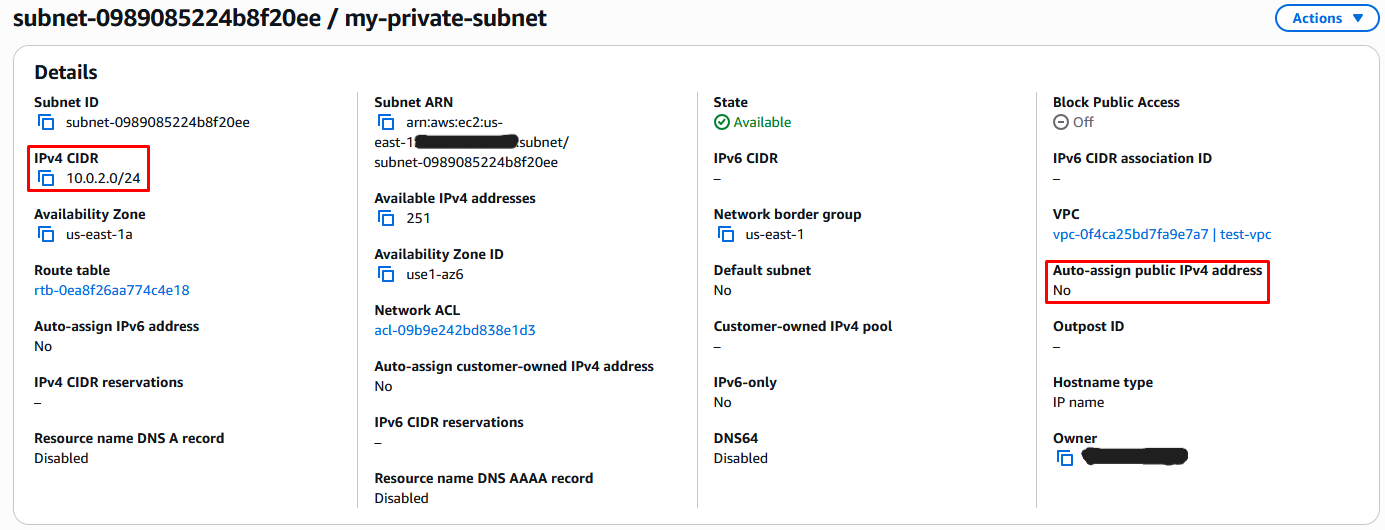 subnet-0989085224b8f20ee / my-private-subnet
Actions
Details
Subnet ID
subnet-0989085224b8f20ee
IPv4 CIDR
10.0.2.0/24
Availability Zone
us-east-1a
Route table
rtb-0ea8f26aa774c4e18
Auto-assign IPv6 address
No
IPv4 CIDR reservations
–
Resource name DNS A record
Disabled
Subnet ARN
arn:aws:ec2:us-
east-1: :subnet/
subnet-0989085224b8f20ee
Available IPv4 addresses
251
Availability Zone ID
use1-az6
Network ACL
acl-09b9e242bd838e1d3
Auto-assign customer-owned IPv4 address
No
IPv6 CIDR reservations
–
Resource name DNS AAAA record
Disabled
State
Available
IPv6 CIDR
–
Network border group
us-east-1
Default subnet
No
Customer-owned IPv4 pool
–
IPv6-only
No
DNS64
Disabled
Block Public Access
Off
IPv6 CIDR association ID
–
VPC
vpc-0f4ca25bd7fa9e7a7 | test-vpc
Auto-assign public IPv4 address
No
Outpost ID
–
Hostname type
IP name
Owner